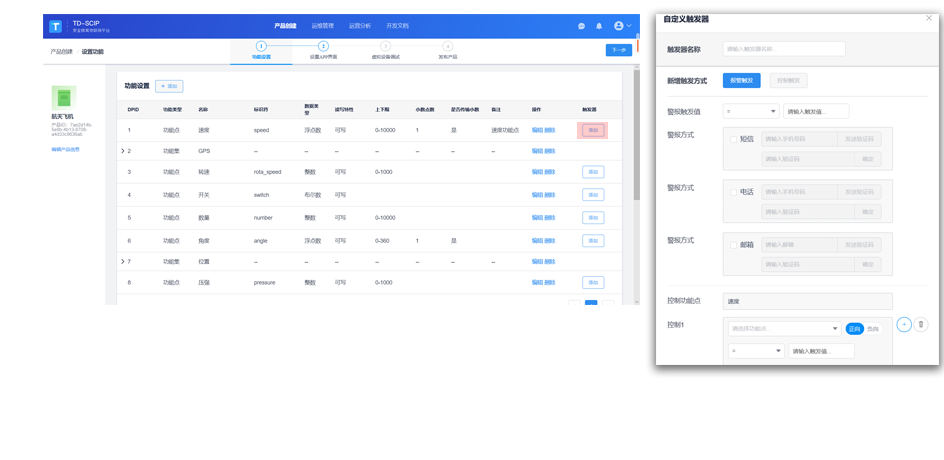 TD-SCIP
安全体系物联平台
产品创建 运维管理 运营分析 开发文档
产品创建 设置功能
1 2 3 4
功能设置 设置APP界面 虚拟设备调试 发布产品
下一步
航天飞机
编辑产品信息
功能设置 + 添加
DPID 功能类型 名称 标识符 数据类型 读写特性 上下限 小数点数 是否传输小数 备注 操作 触发器
1 功能点 速度 speed 浮点数 可写 0-10000 1 是 速度功能点 编辑 删除 添加
2 功能集 GPS -- -- -- -- -- -- -- 编辑 删除
3 功能点 转速 rota_speed 整数 可写 0-1000 编辑 删除 添加
4 功能点 开关 switch 布尔数 可写 编辑 删除 添加
5 功能点 数量 number 整数 可写 0-10000 编辑 删除 添加
6 功能点 角度 angle 浮点数 可写 0-360 1 是 编辑 删除 添加
7 功能集 位置 -- -- -- -- -- -- -- 编辑 删除
8 功能点 压强 pressure 整数 可写 0-1000 编辑 删除 添加
自定义触发器
触发器名称 请输入触发器名称
新增触发方式 报警触发 控制触发
警报触发值 = 请输入触发值...
警报方式 短信 请输入手机号码 发送验证码
请输入验证码 确定
警报方式 电话 请输入手机号码 发送验证码
请输入验证码 确定
警报方式 邮箱 请输入邮箱 发送验证码
请输入验证码 确定
控制功能点 速度
控制1 请选择功能点... 正向 负向
= 请输入触发值...